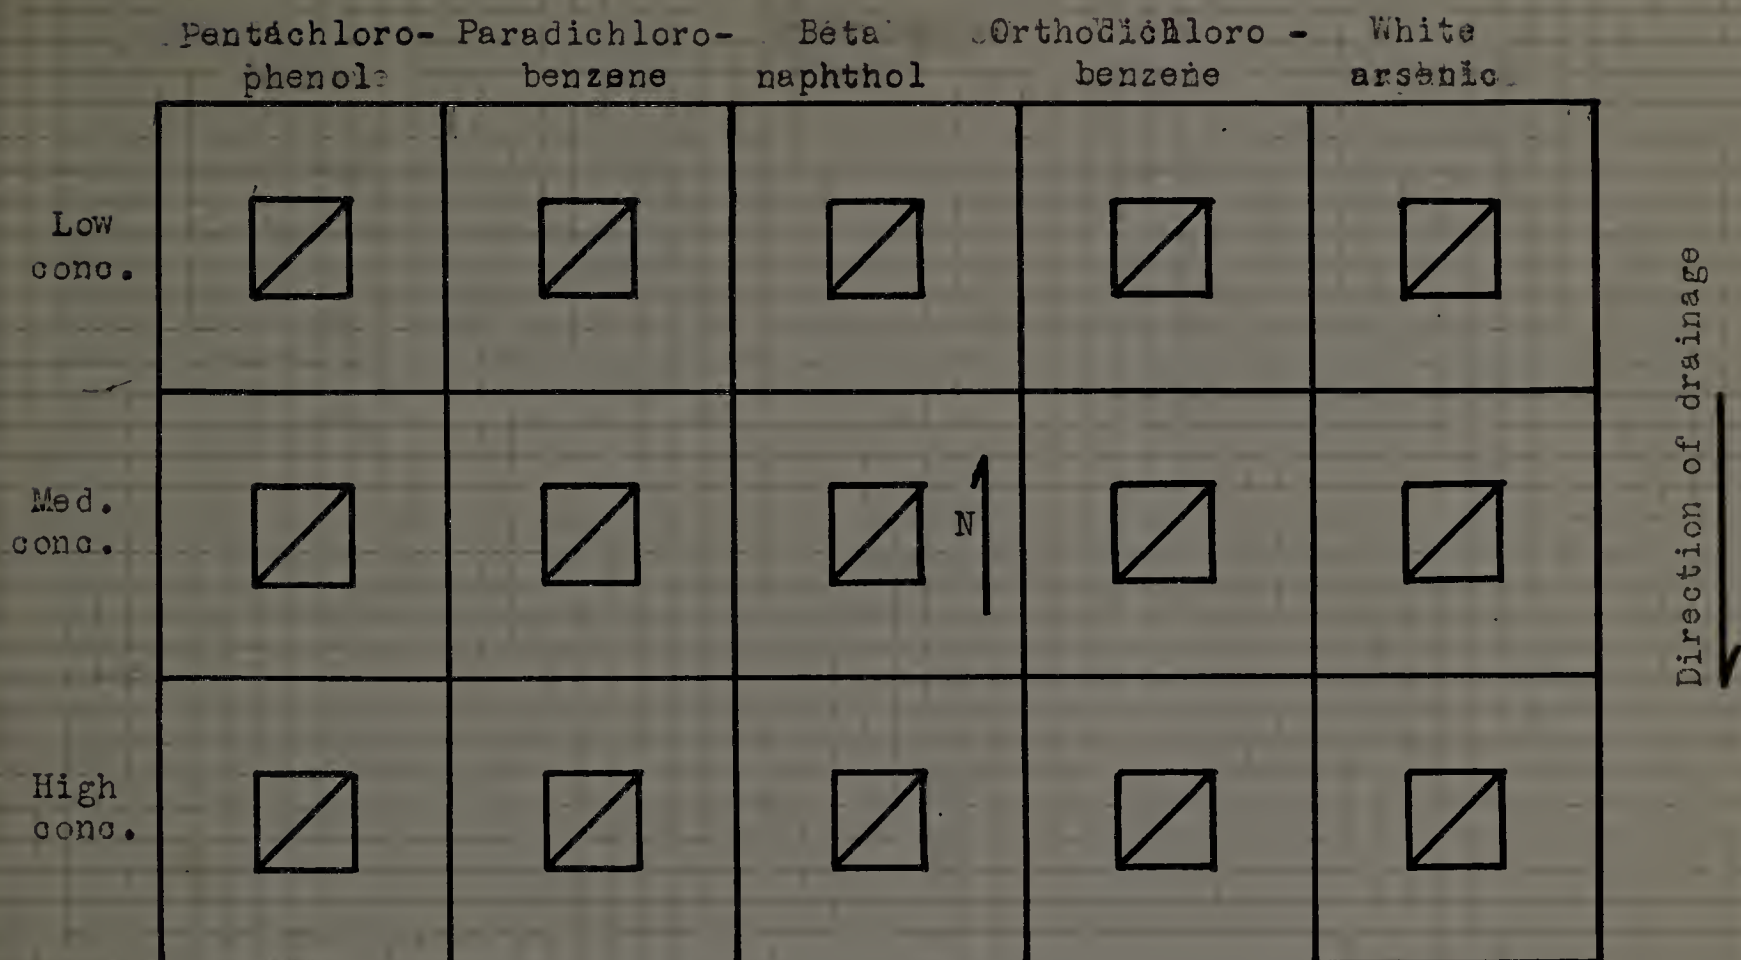 Pentachloro- Paradichloro- Beta Orthodichloro - White
phenol benzene naphthol benzene arsenic
Low
conc.
Med.
conc.
N
High
conc.
Direction of drainage